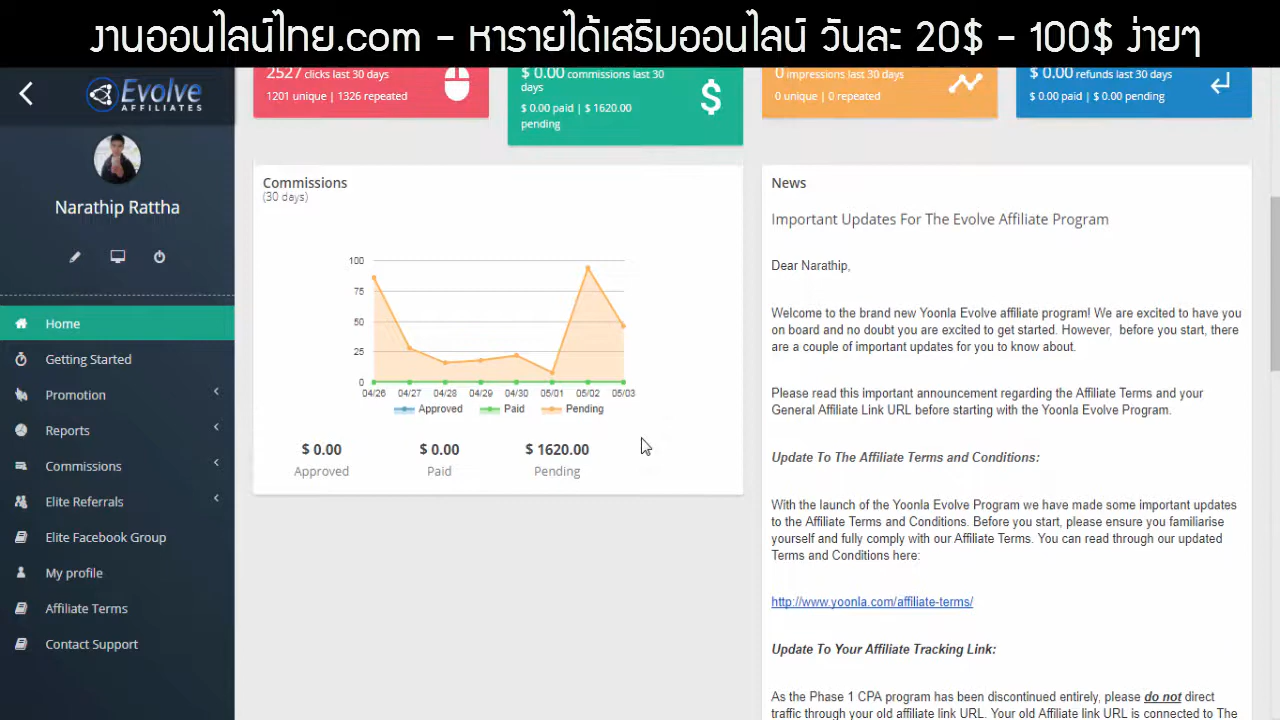 งานออนไลน์ไทย.com - หารายได้เสริมออนไลน์ วันละ 20$ - 100$ ง่ายๆ
Evolve
AFFILIATES
Narathip Rattha
Home
Getting Started
Promotion
Reports
Commissions
Elite Referrals
Elite Facebook Group
My profile
Affiliate Terms
Contact Support
2527 clicks last 30 days
1201 unique | 1326 repeated
$ 0.00 commissions last 30
days
$ 0.00 paid | $ 1620.00
pending
0 impressions last 30 days
0 unique | 0 repeated
$ 0.00 refunds last 30 days
$ 0.00 paid | $ 0.00 pending
Commissions
(30 days)
100
75
50
25
0
04/26 04/27 04/28 04/29 04/30 05/01 05/02 05/03
Approved Paid Pending
$ 0.00 $ 0.00 $ 1620.00
Approved Paid Pending
News
Important Updates For The Evolve Affiliate Program
Dear Narathip,
Welcome to the brand new Yoonla Evolve affiliate program! We are excited to have you
on board and no doubt you are excited to get started. However, before you start, there
are a couple of important updates for you to know about.
Please read this important announcement regarding the Affiliate Terms and your
General Affiliate Link URL before starting with the Yoonla Evolve Program.
Update To The Affiliate Terms and Conditions:
With the launch of the Yoonla Evolve Program we have made some important updates
to the Affiliate Terms and Conditions. Before you start, please ensure you familiarise
yourself and fully comply with our Affiliate Terms. You can read through our updated
Terms and Conditions here:
http://www.yoonla.com/affiliate-terms/
Update To Your Affiliate Tracking Link:
As the Phase 1 CPA program has been discontinued entirely, please do not direct
traffic through your old affiliate link URL. Your old Affiliate link URL is connected to The